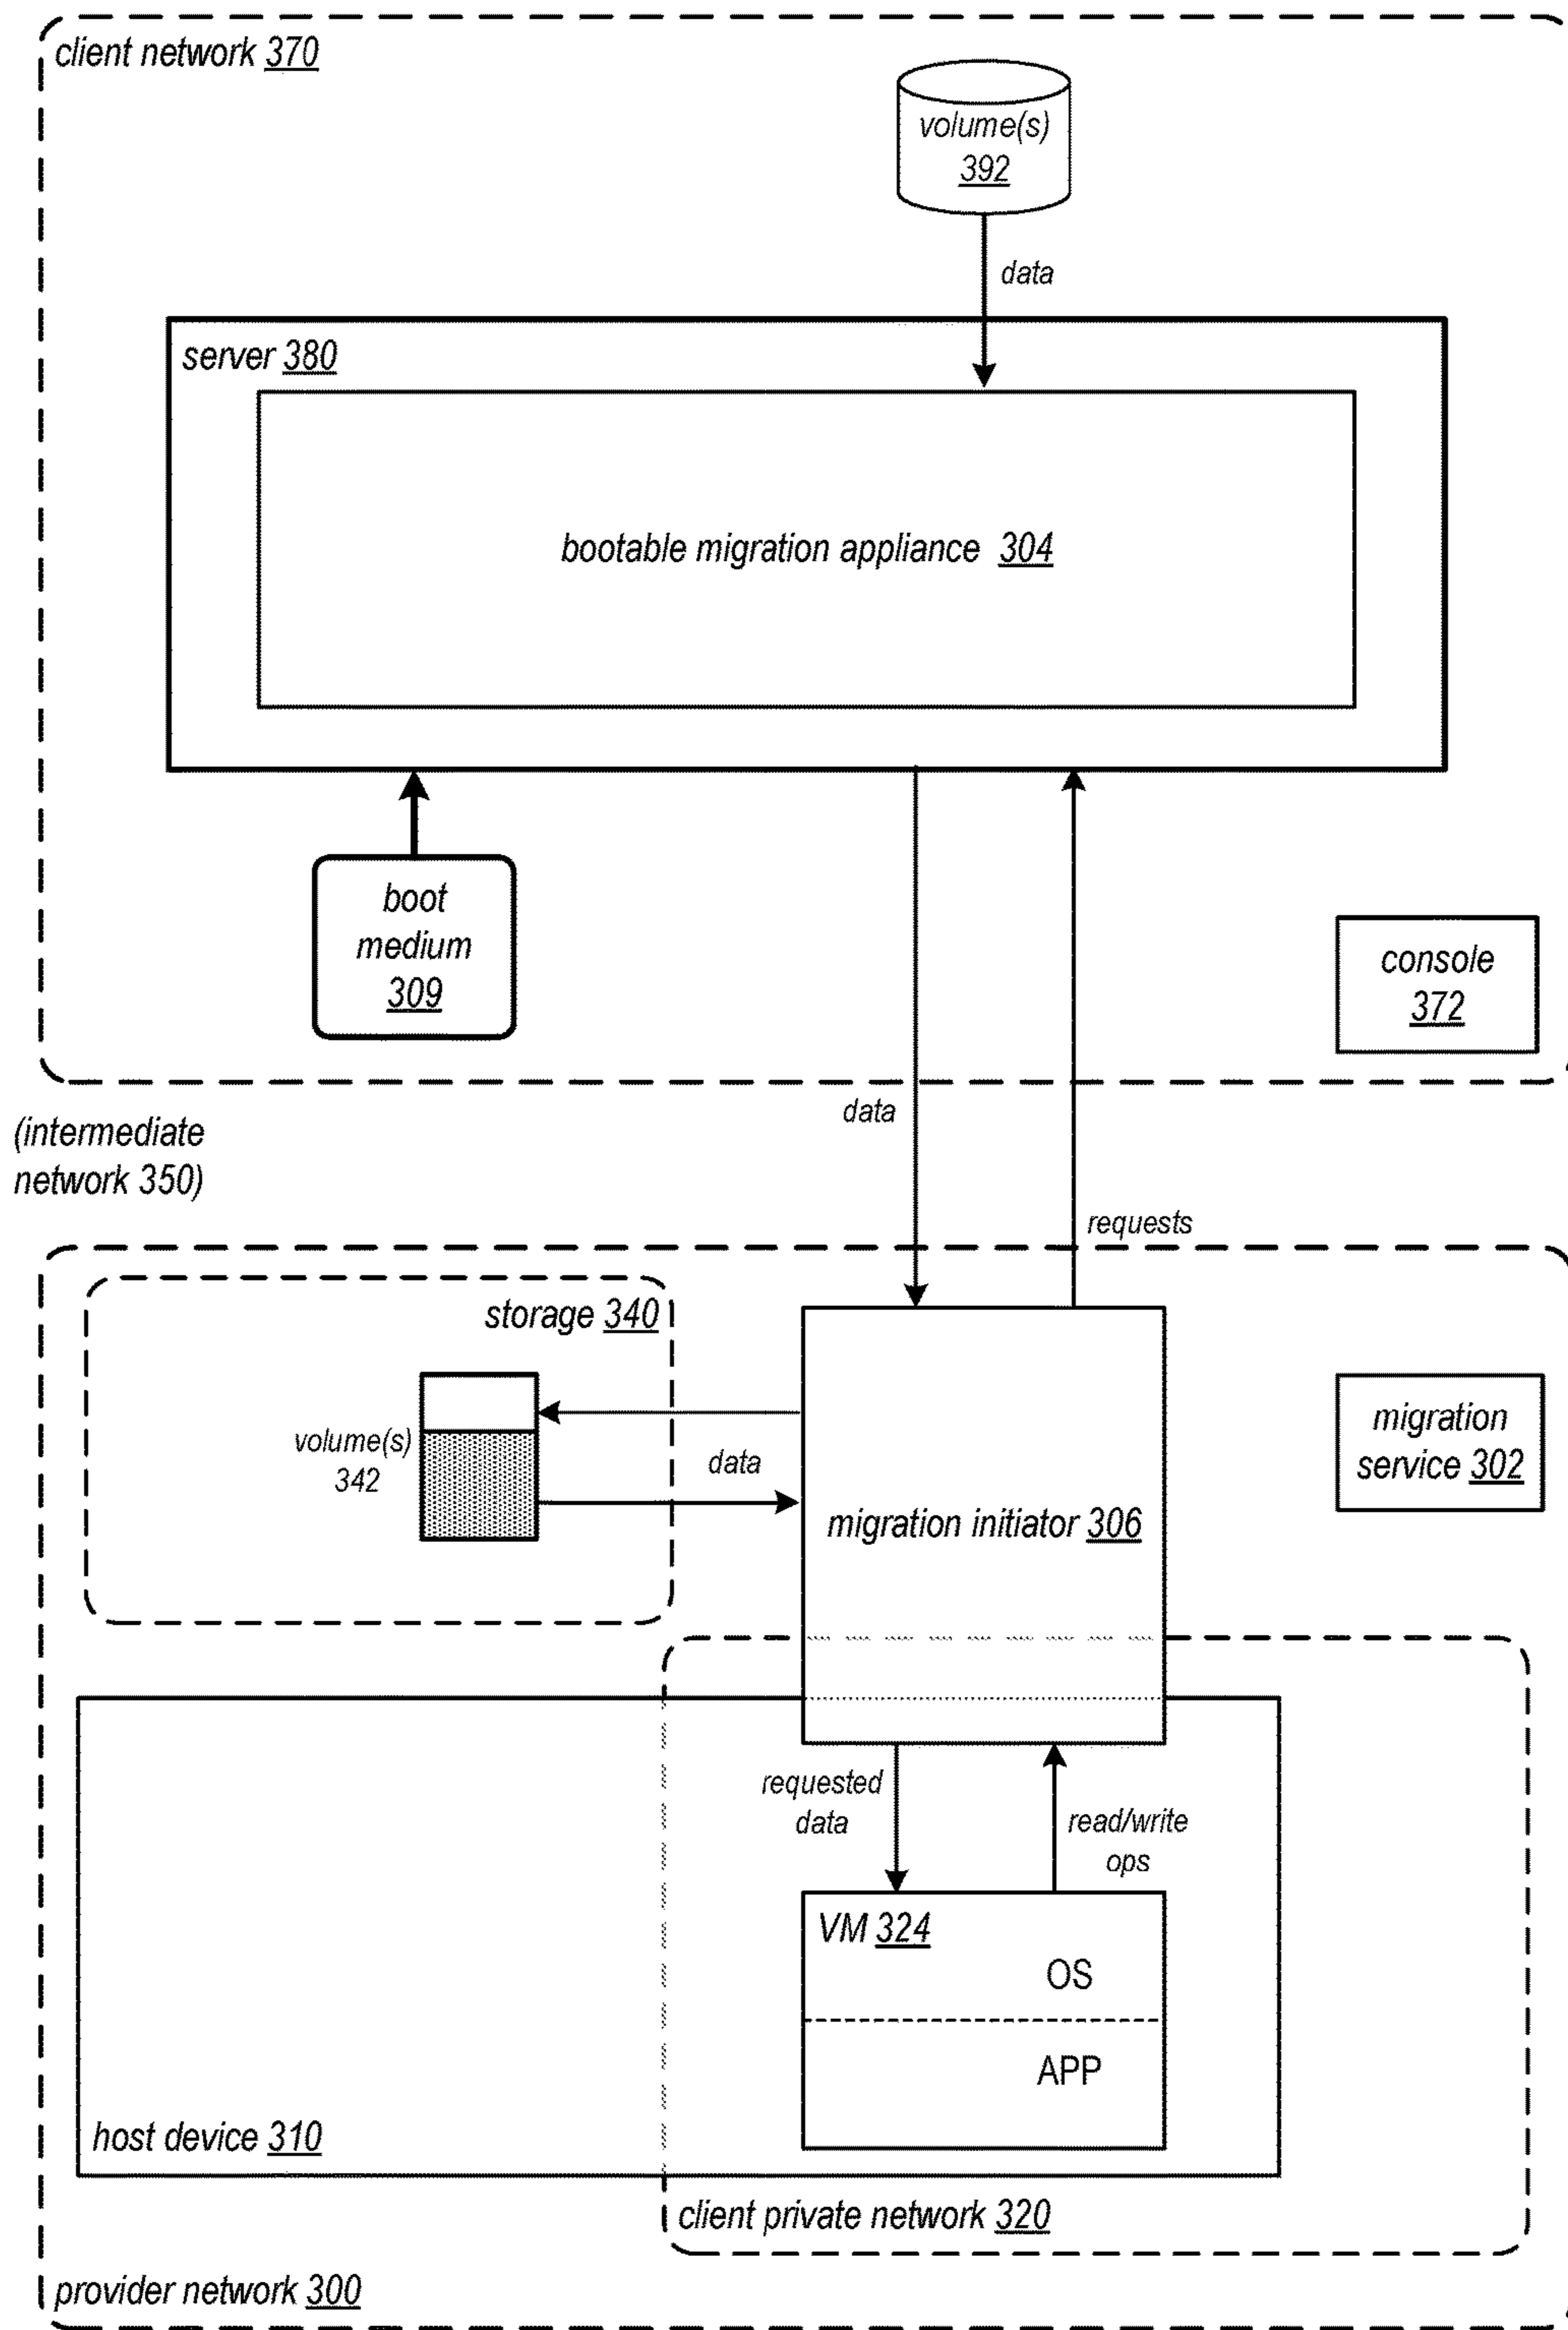 client network 370
volume(s)
392
data
server 380
bootable migration appliance 304
boot
medium
309
console
372
data
(intermediate
network 350)
requests
storage 340
volume(s)
342
data
migration
service 302
migration initiator 306
requested
data
read/write
ops
VM 324
OS
APP
host device 310
client private network 320
provider network 300